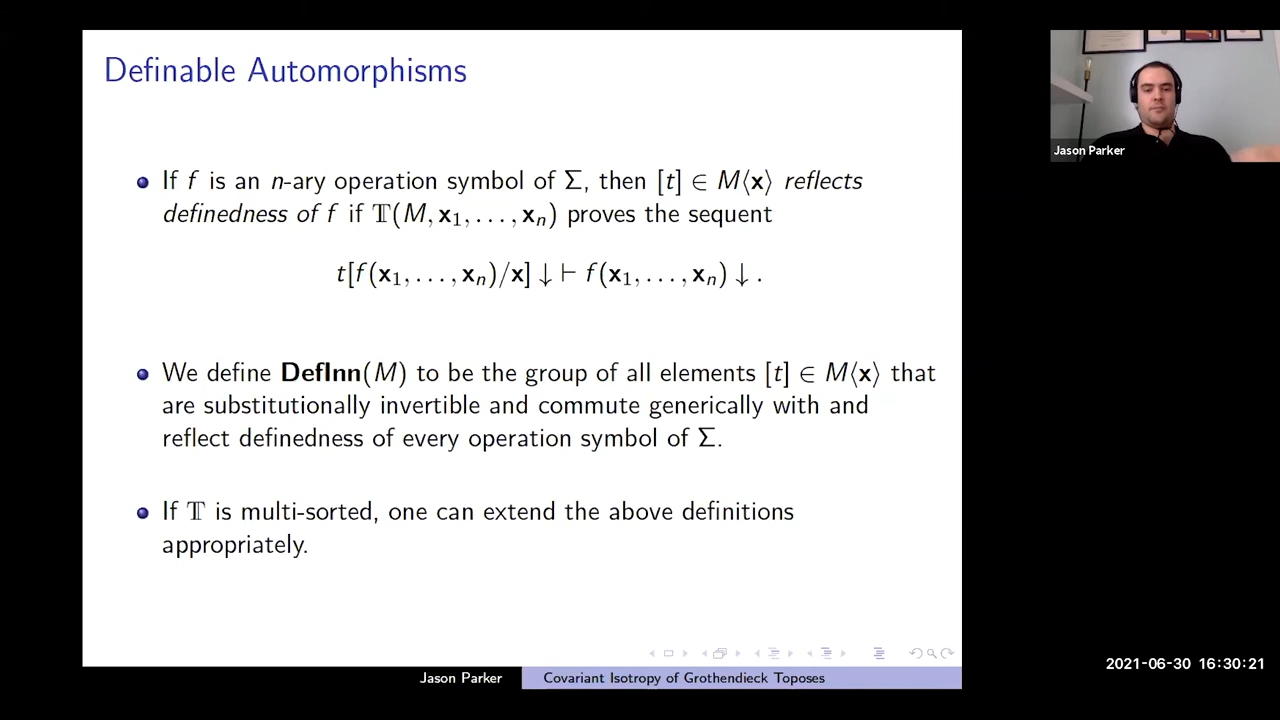 Definable Automorphisms
If f is an n-ary operation symbol of Σ, then [t] ∈ M⟨x⟩ reflects
definedness of f if 𝕋(M, x₁, . . . , xₙ) proves the sequent
t[f(x₁, . . . , xₙ)/x] ↓ ⊢ f(x₁, . . . , xₙ) ↓ .
We define DefInn(M) to be the group of all elements [t] ∈ M⟨x⟩ that
are substitutionally invertible and commute generically with and
reflect definedness of every operation symbol of Σ.
If 𝕋 is multi-sorted, one can extend the above definitions
appropriately.
Jason Parker
Covariant Isotropy of Grothendieck Toposes
Jason Parker
2021-06-30 16:30:21